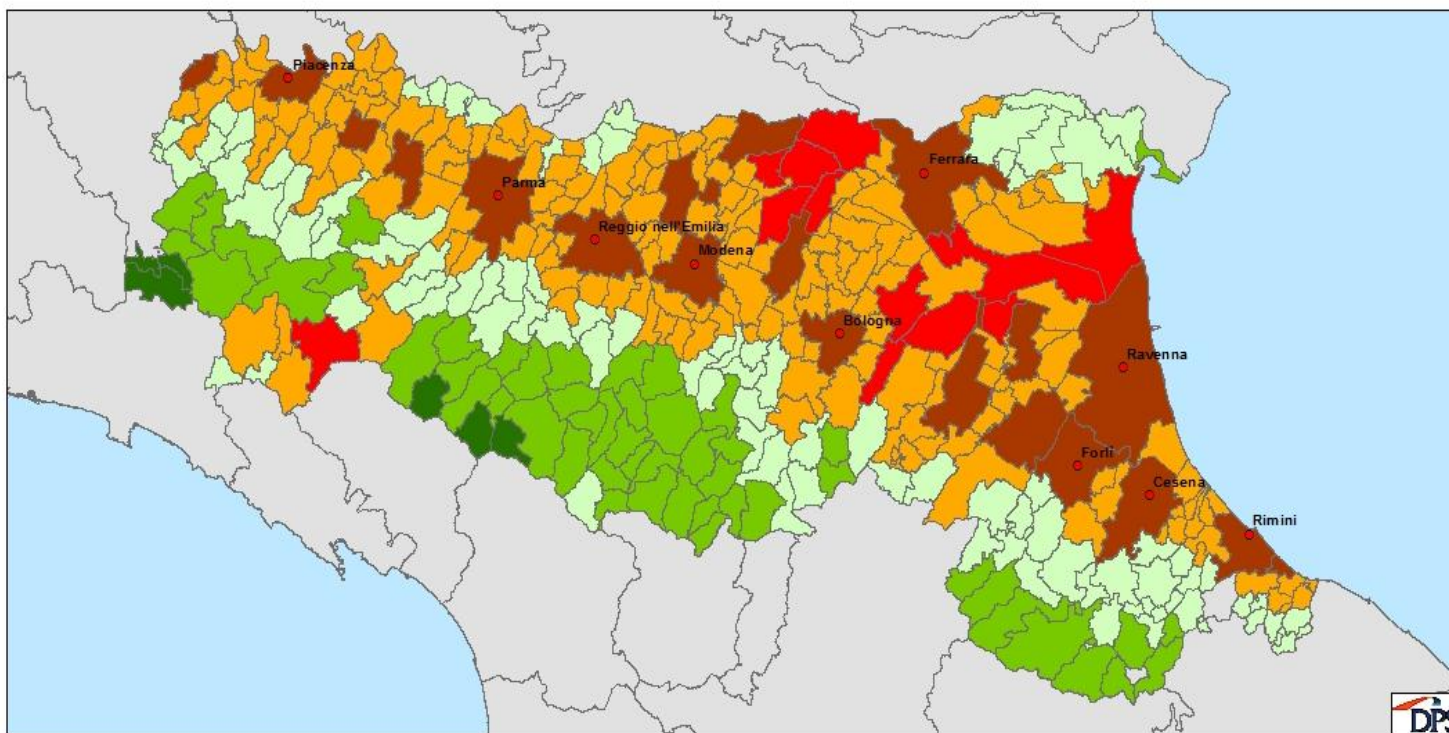 Piacenza
Ferrara
Parma
Reggio nell'Emilia
Modena
Bologna
Ravenna
Forlì
Cesena
Rimini
DPS